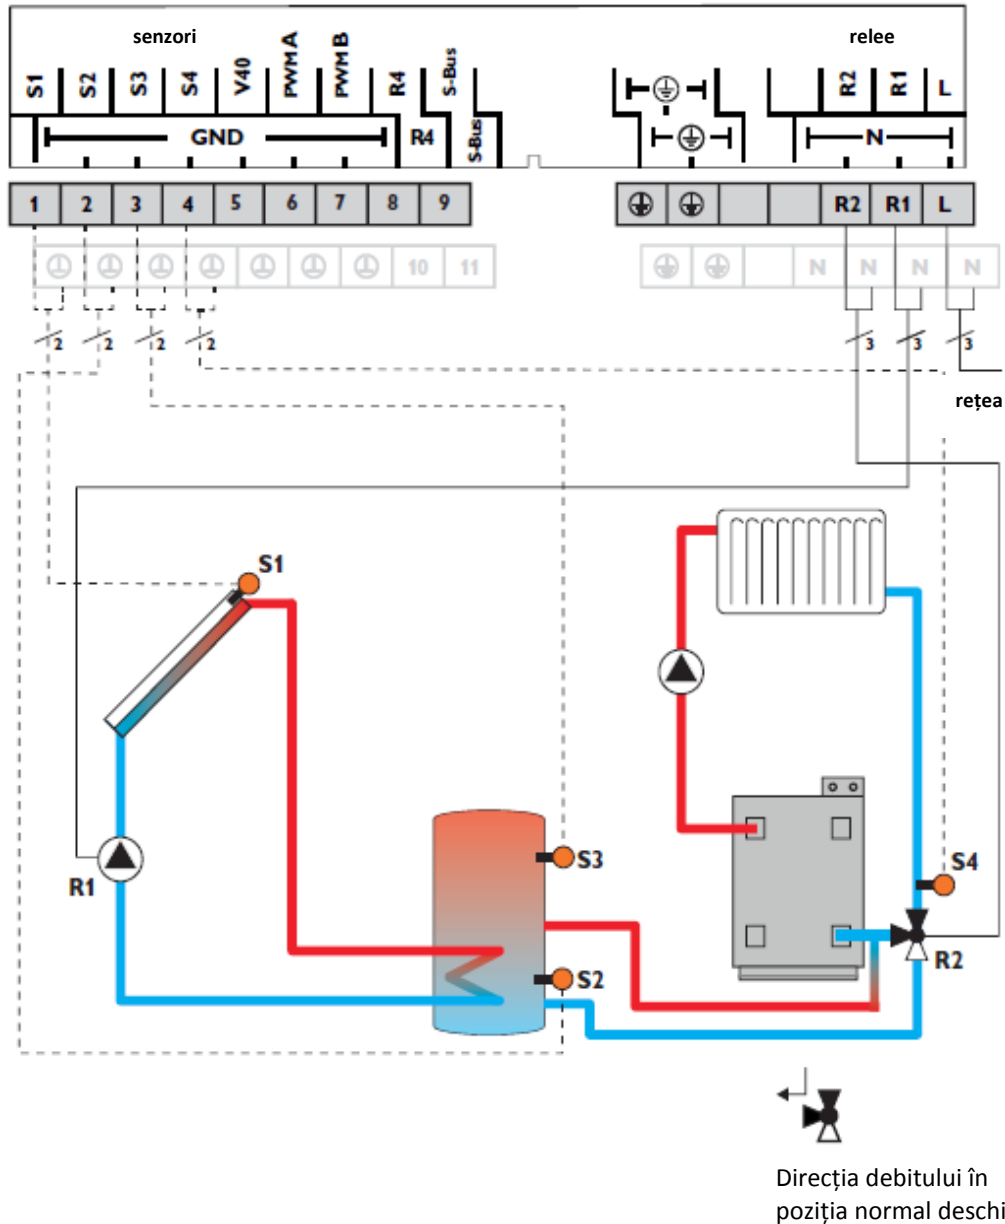 senzori
relee
S1 S2 S3 S4 V40 PWM A PWM B R4 S-Bus
R2 R1 L
GND R4 S-Bus
N
1 2 3 4 5 6 7 8 9
R2 R1 L
10 11
N N N N
2 2 2 2
3 3 3
rețea
S1
S3
S4
R1
R2
S2
Direcția debitului în
poziția normal deschi